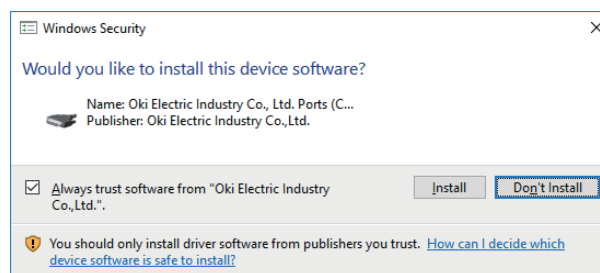 Windows Security
Would you like to install this device software?
Name: Oki Electric Industry Co., Ltd. Ports (C...
Publisher: Oki Electric Industry Co.,Ltd.
Always trust software from "Oki Electric Industry
Co.,Ltd.".
Install
Don't Install
You should only install driver software from publishers you trust. How can I decide which
device software is safe to install?